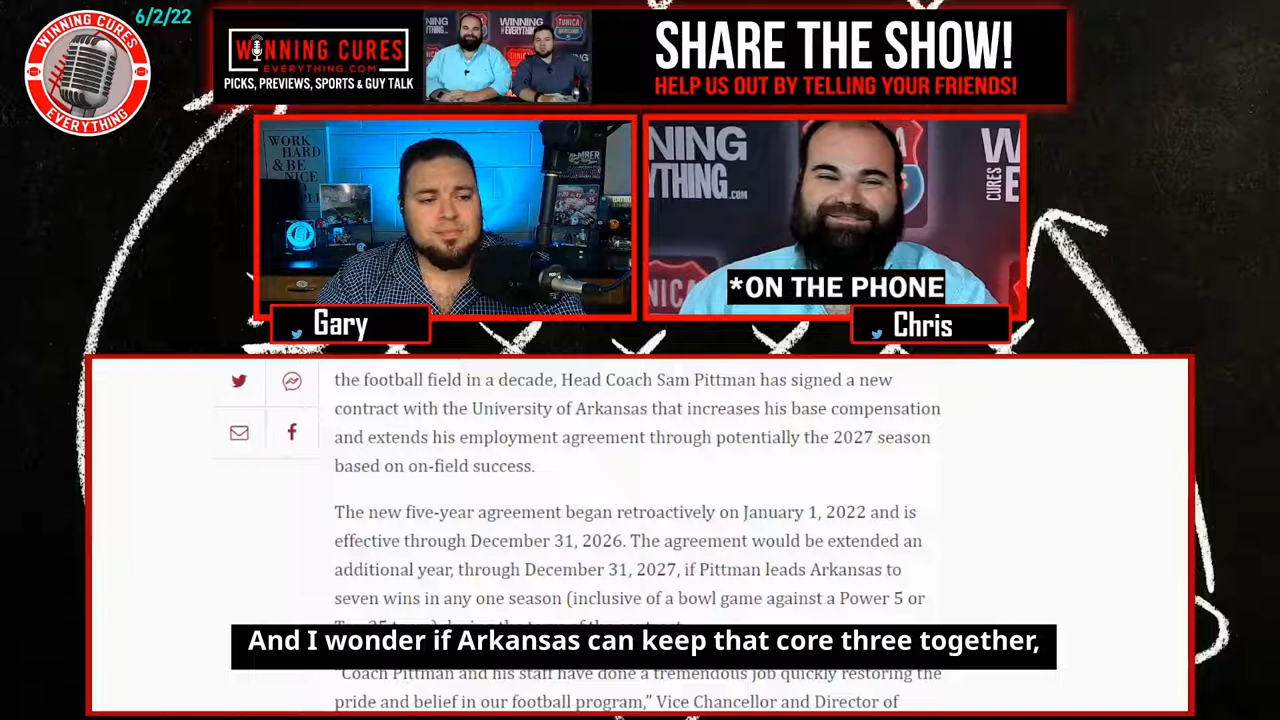 6/2/22
WINNING CURES
EVERYTHING
WINNING CURES
EVERYTHING.COM
PICKS, PREVIEWS, SPORTS & GUY TALK
SHARE THE SHOW!
HELP US OUT BY TELLING YOUR FRIENDS!
WORK
HARD
& BE
NICE
NING
YTHING.COM
TUNICA
W
CURES
E
*ON THE PHONE
Gary
Chris
the football field in a decade, Head Coach Sam Pittman has signed a new
contract with the University of Arkansas that increases his base compensation
and extends his employment agreement through potentially the 2027 season
based on on-field success.
The new five-year agreement began retroactively on January 1, 2022 and is
effective through December 31, 2026. The agreement would be extended an
additional year, through December 31, 2027, if Pittman leads Arkansas to
seven wins in any one season (inclusive of a bowl game against a Power 5 or
And I wonder if Arkansas can keep that core three together,
"Coach Pittman and his staff have done a tremendous job quickly restoring the
pride and belief in our football program," Vice Chancellor and Director of